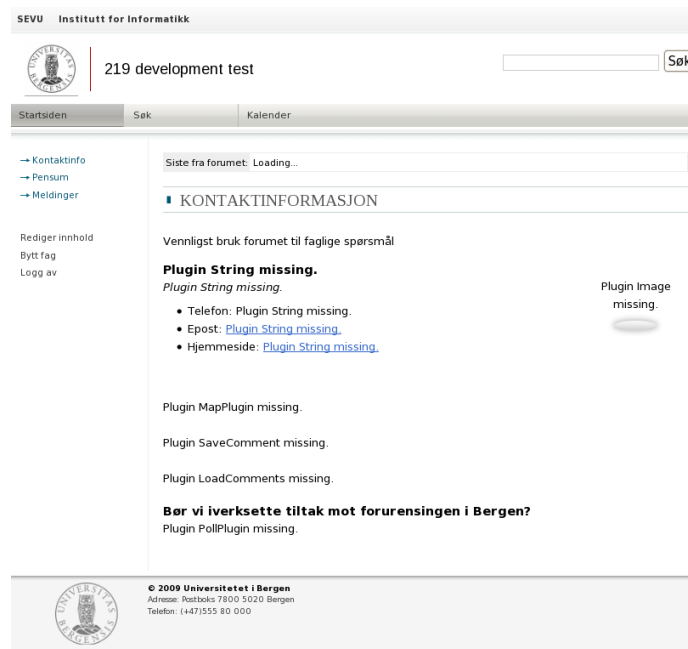 SEVU Institutt for Informatikk
219 development test
Søk
Startsiden Søk Kalender
→ Kontaktinfo
→ Pensum
→ Meldinger
Rediger innhold
Bytt fag
Logg av
Siste fra forumet: Loading...
KONTAKTINFORMASJON
Vennligst bruk forumet til faglige spørsmål
Plugin String missing.
Plugin String missing.
• Telefon: Plugin String missing.
• Epost: Plugin String missing.
• Hjemmeside: Plugin String missing.
Plugin Image
missing.
Plugin MapPlugin missing.
Plugin SaveComment missing.
Plugin LoadComments missing.
Bør vi iverksette tiltak mot forurensingen i Bergen?
Plugin PollPlugin missing.
UNIVERSITAS
BERGENSIS
© 2009 Universitetet i Bergen
Adresse: Postboks 7800 5020 Bergen
Telefon: (+47)555 80 000